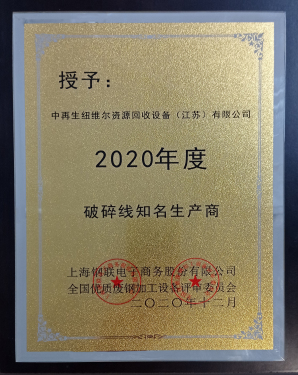 授予：
中再生纽维尔资源回收设备（江苏）有限公司
2020年度
破碎线知名生产商
上海钢联电子商务股份有限公司
全国优质废钢加工设备评审委员会
二〇二〇年十二月